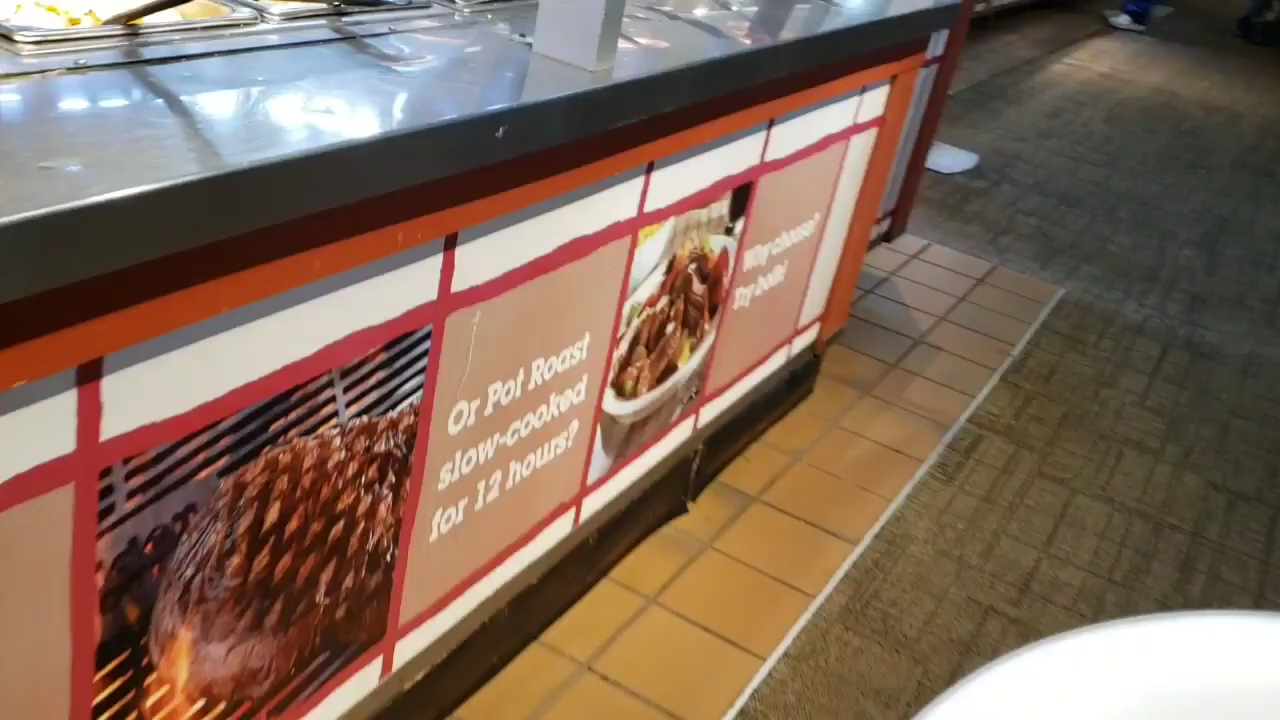 Or Pot Roast
slow-cooked
for 12 hours?
Why choose?
Try both!